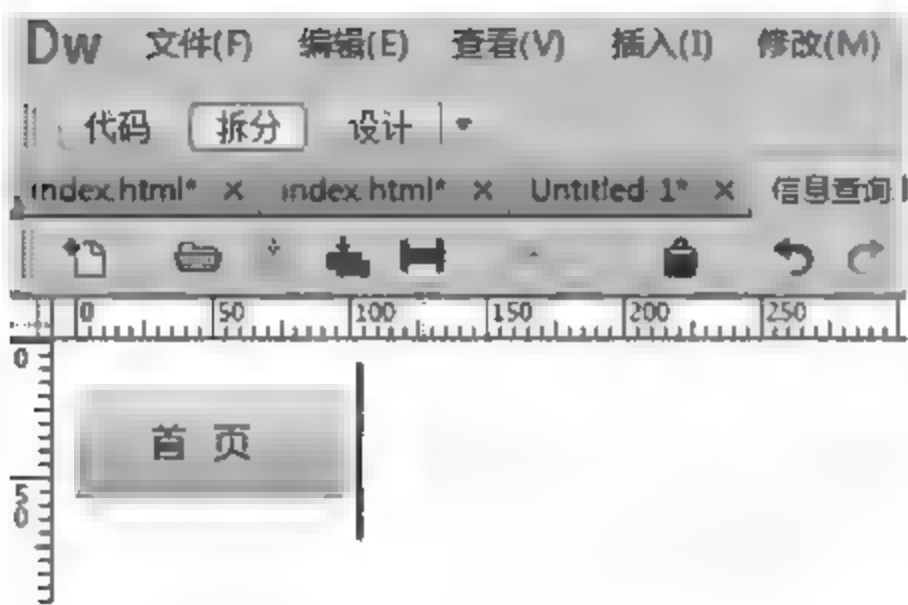 Dw 文件(F) 编辑(E) 查看(V) 插入(I) 修改(M)
代码 拆分 设计
index.html* × index.html* × Untitled-1* × 信息查询
0 50 100 150 200 250
0
首 页
50